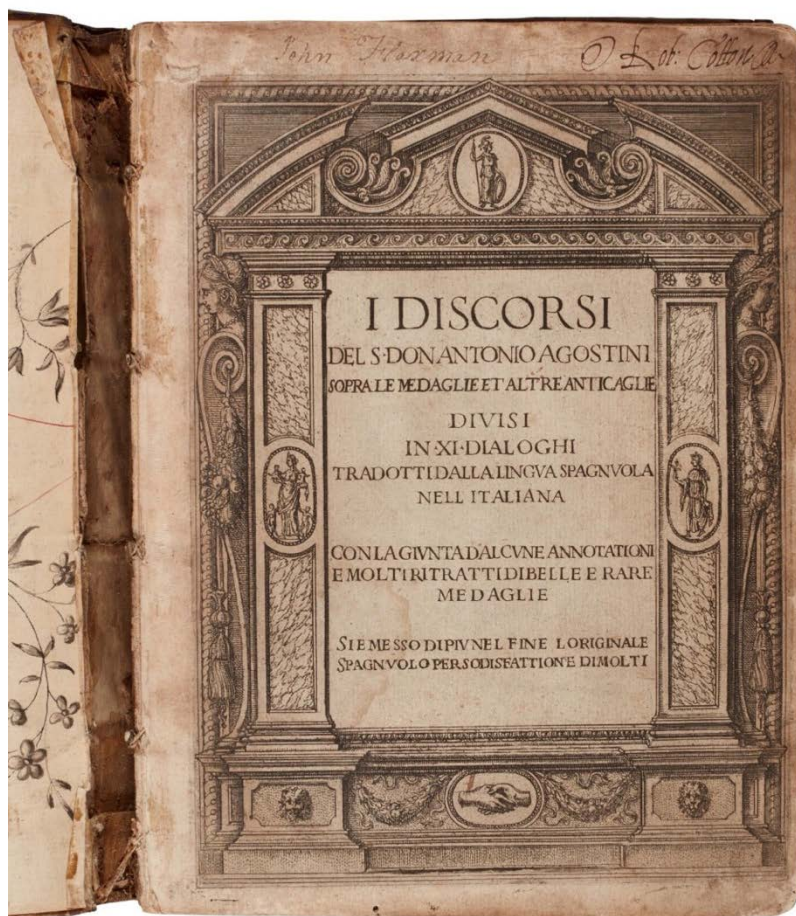 John Flaxman
Rob: Cotton
I DISCORSI
DEL S·DON ANTONIO AGOSTINI
SOPRA LE MEDAGLIE ET ALTRE ANTICAGLIE
DIVISI
IN·XI·DIALOGHI
TRADOTTI DALLA LINGVA SPAGNVOLA
NELL ITALIANA
CON LA GIVNTA D'ALCVNE ANNOTATIONI
E MOLTI RITRATTI DI BELLE E RARE
MEDAGLIE
SI E MESSO DI PIV NEL FINE L ORIGINALE
SPAGNVOLO PER SODISFATTIONE DI MOLTI